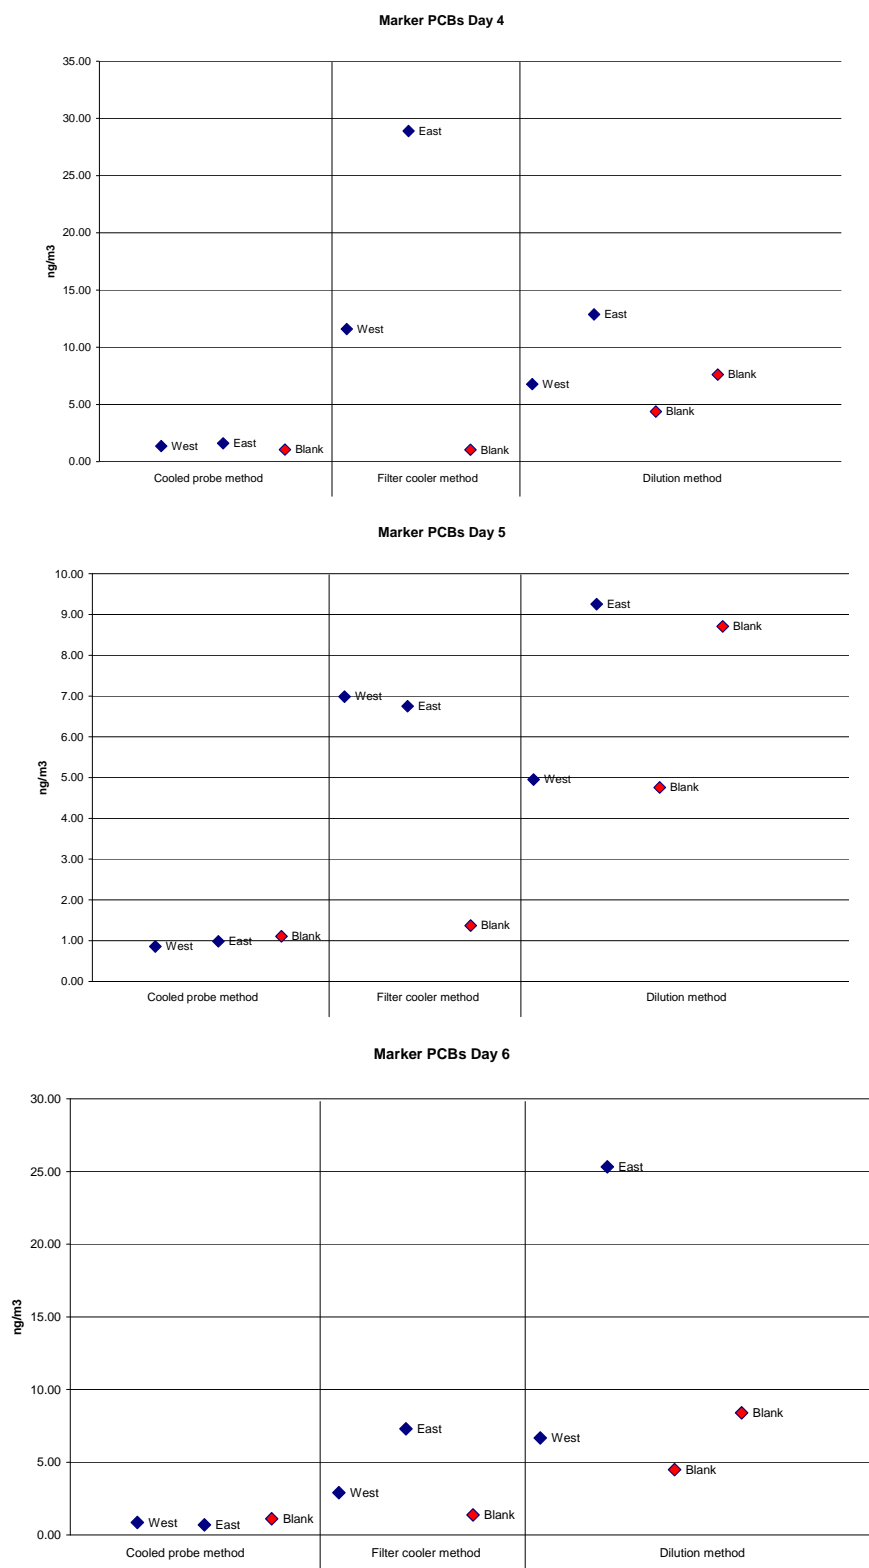 Marker PCBs Day 4
35.00
30.00
East
25.00
20.00
ng/m3
15.00
East
West
10.00
Blank
West
5.00
Blank
West East Blank Blank
0.00
Cooled probe method Filter cooler method Dilution method
Marker PCBs Day 5
10.00
East
9.00
Blank
8.00
7.00
West
East
6.00
ng/m3
5.00
West
Blank
4.00
3.00
2.00
Blank
1.00
West East Blank
0.00
Cooled probe method Filter cooler method Dilution method
Marker PCBs Day 6
30.00
25.00
East
20.00
ng/m3
15.00
10.00
Blank
East
West
5.00
Blank
West
Blank
West East Blank
0.00
Cooled probe method Filter cooler method Dilution method